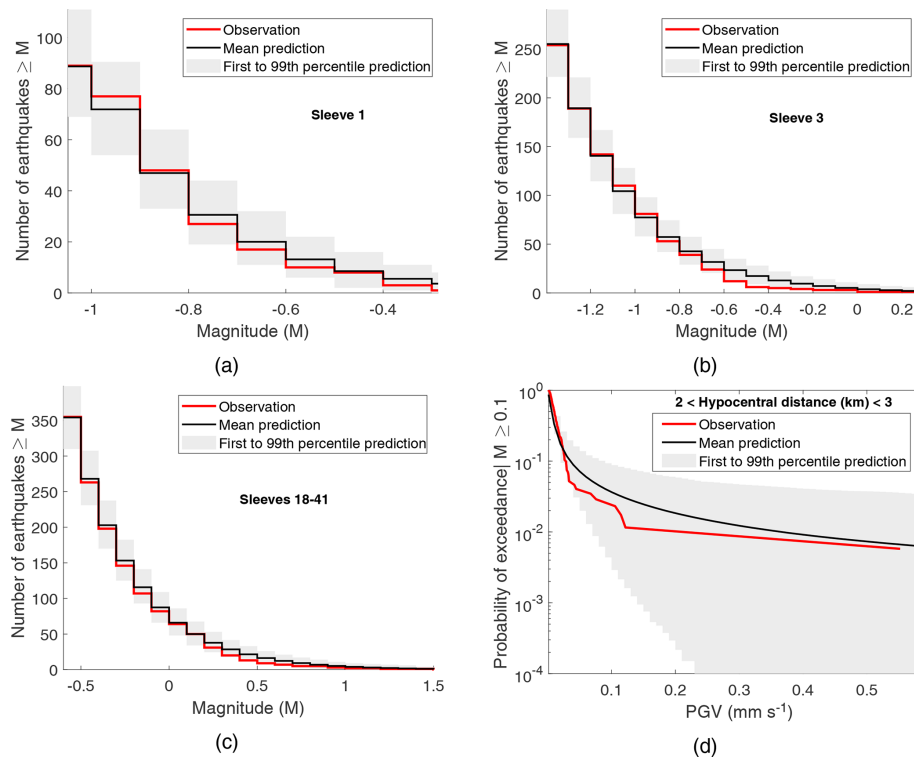 Number of earthquakes ≥ M
100
80
60
40
20
0
Observation
Mean prediction
First to 99th percentile prediction
Sleeve 1
-1 -0.8 -0.6 -0.4
Magnitude (M)
(a)
Number of earthquakes ≥ M
250
200
150
100
50
0
Observation
Mean prediction
First to 99th percentile prediction
Sleeve 3
-1.2 -1 -0.8 -0.6 -0.4 -0.2 0 0.2
Magnitude (M)
(b)
Number of earthquakes ≥ M
350
300
250
200
150
100
50
0
Observation
Mean prediction
First to 99th percentile prediction
Sleeves 18-41
-0.5 0 0.5 1 1.5
Magnitude (M)
(c)
Probability of exceedance| M ≥ 0.1
10⁰
10⁻¹
10⁻²
10⁻³
10⁻⁴
2 < Hypocentral distance (km) < 3
Observation
Mean prediction
First to 99th percentile prediction
0.1 0.2 0.3 0.4 0.5
PGV (mm s⁻¹)
(d)